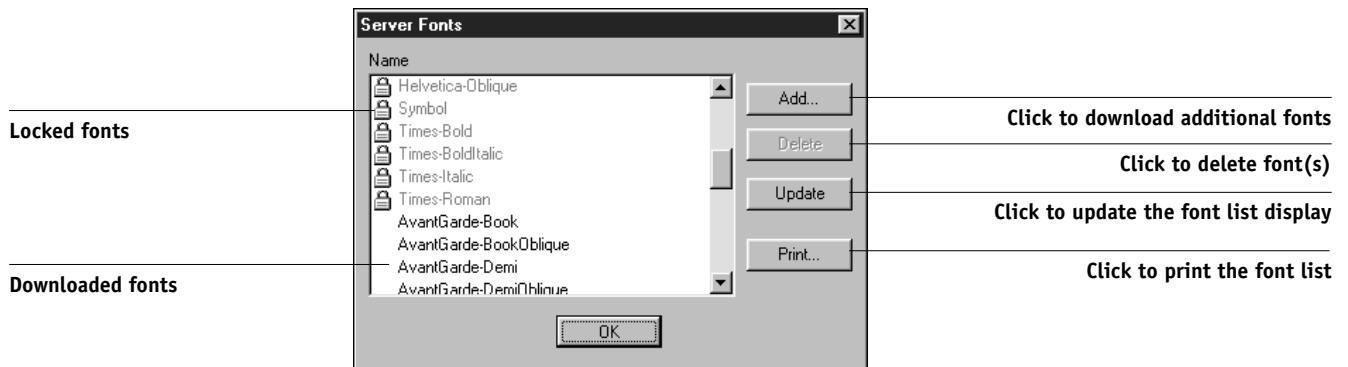 Server Fonts
Name
Helvetica-Oblique
Symbol
Times-Bold
Times-BoldItalic
Times-Italic
Times-Roman
AvantGarde-Book
AvantGarde-BookOblique
AvantGarde-Demi
AvantGarde-DemiOblique
Add...
Delete
Update
Print...
OK
Locked fonts
Downloaded fonts
Click to download additional fonts
Click to delete font(s)
Click to update the font list display
Click to print the font list